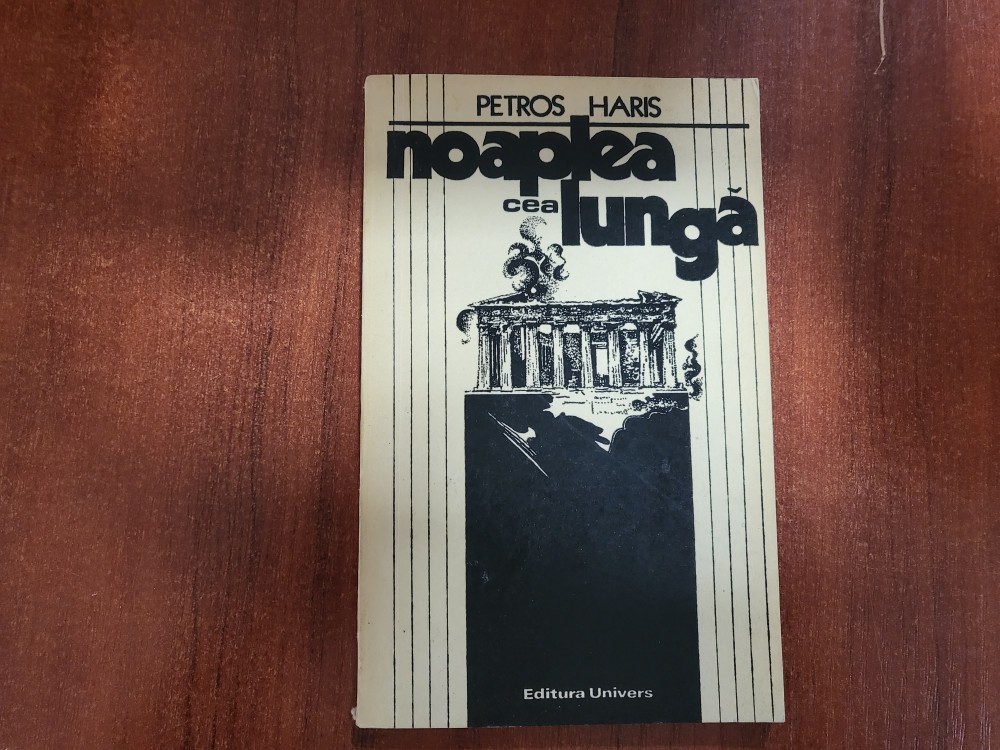 PETROS HARIS
noaptea
cea lungă
Editura Univers